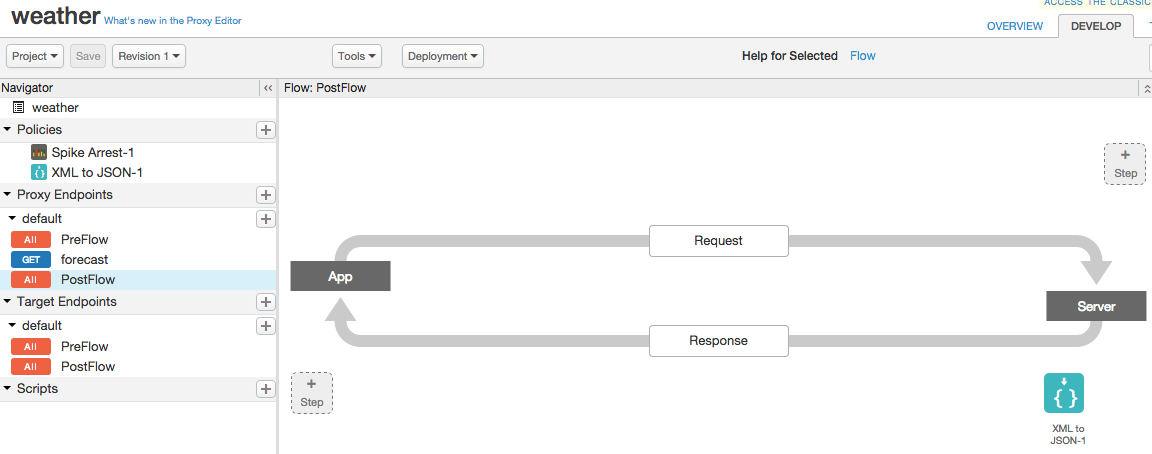 ACCESS THE CLASSIC
weather What's new in the Proxy Editor
OVERVIEW DEVELOP
Project Save Revision 1 Tools Deployment Help for Selected Flow
Navigator << Flow: PostFlow
weather
Policies +
Spike Arrest-1
XML to JSON-1
Proxy Endpoints +
default +
All PreFlow
GET forecast
All PostFlow
Target Endpoints +
default +
All PreFlow
All PostFlow
Scripts +
+
Step
Request
App
Server
Response
+
Step
{ }
XML to
JSON-1